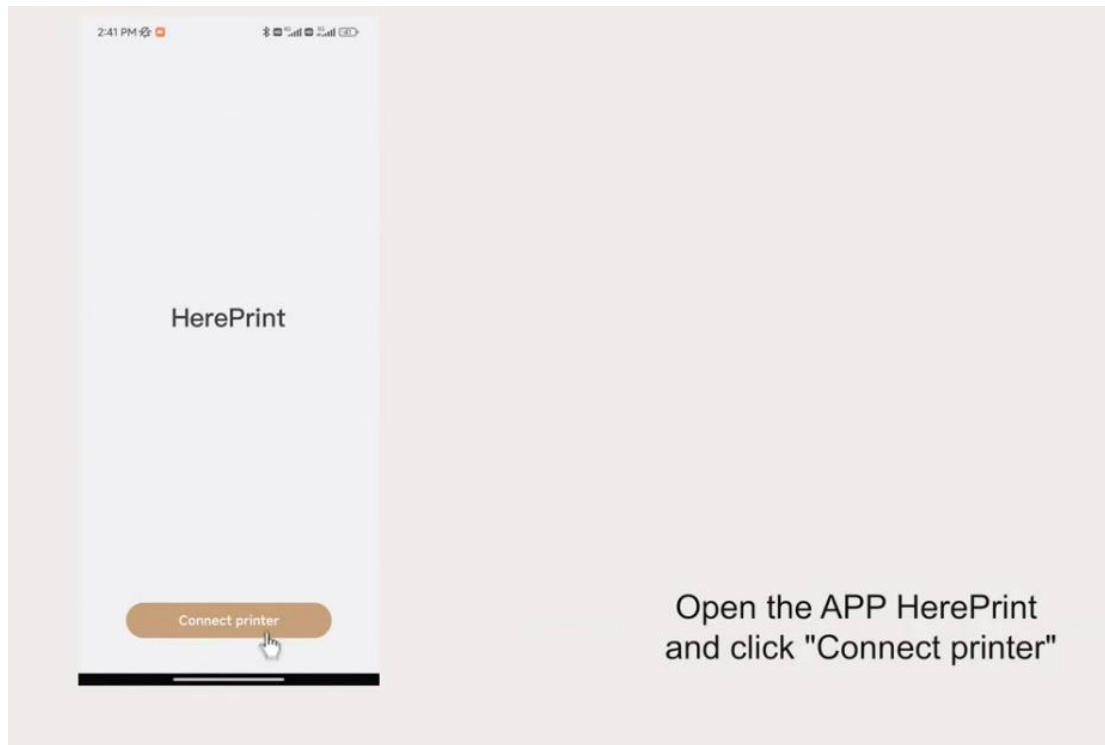 2:41 PM
HerePrint
Connect printer
Open the APP HerePrint
and click "Connect printer"